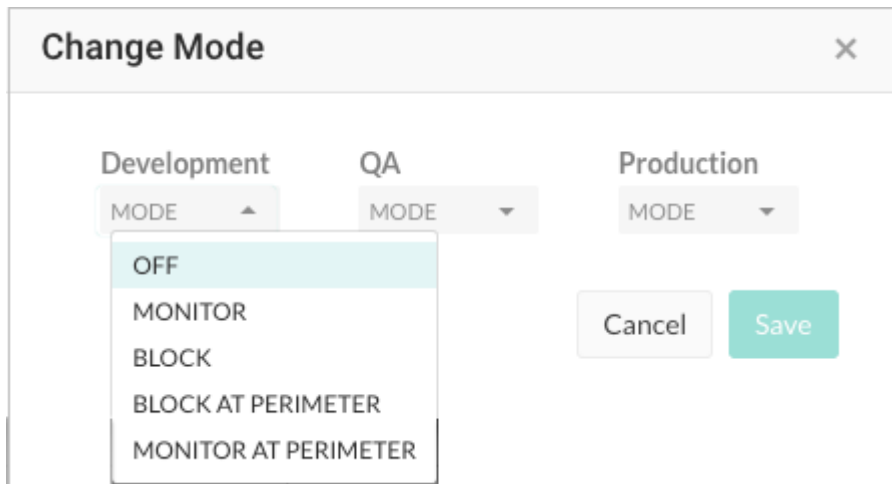 Change Mode
Development QA Production
MODE MODE MODE
OFF
MONITOR
BLOCK
BLOCK AT PERIMETER
MONITOR AT PERIMETER
Cancel Save